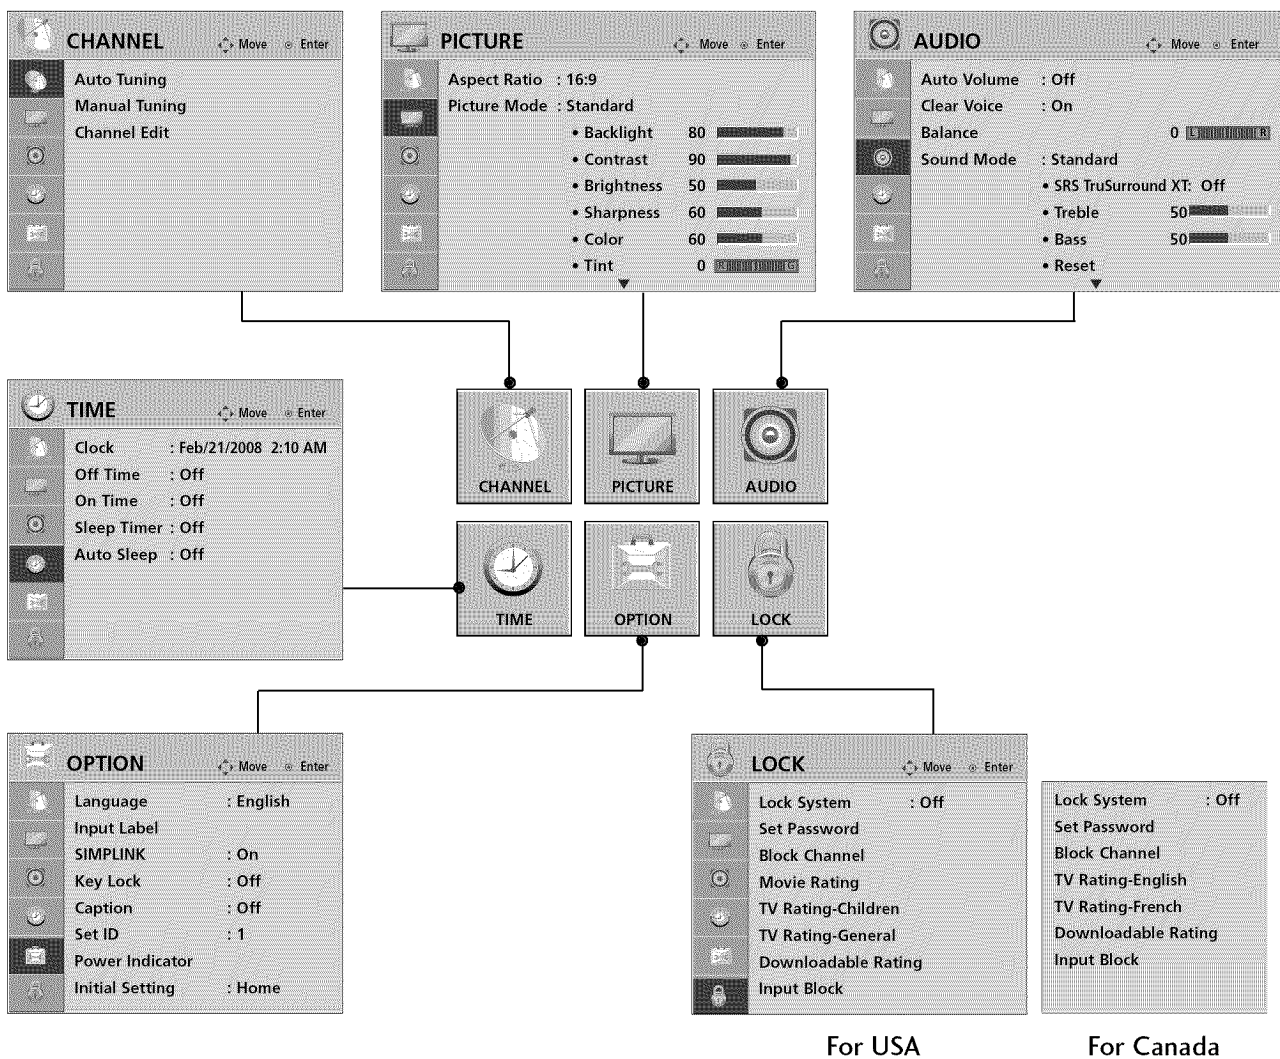 CHANNEL
Move Enter
Auto Tuning
Manual Tuning
Channel Edit
PICTURE
Move Enter
Aspect Ratio : 16:9
Picture Mode : Standard
• Backlight 80
• Contrast 90
• Brightness 50
• Sharpness 60
• Color 60
• Tint 0 R G
AUDIO
Move Enter
Auto Volume : Off
Clear Voice : On
Balance 0 L R
Sound Mode : Standard
• SRS TruSurround XT: Off
• Treble 50
• Bass 50
• Reset
TIME
Move Enter
Clock : Feb/21/2008 2:10 AM
Off Time : Off
On Time : Off
Sleep Timer : Off
Auto Sleep : Off
CHANNEL
PICTURE
AUDIO
TIME
OPTION
LOCK
OPTION
Move Enter
Language : English
Input Label
SIMPLINK : On
Key Lock : Off
Caption : Off
Set ID : 1
Power Indicator
Initial Setting : Home
LOCK
Move Enter
Lock System : Off
Set Password
Block Channel
Movie Rating
TV Rating-Children
TV Rating-General
Downloadable Rating
Input Block
For USA
Lock System : Off
Set Password
Block Channel
TV Rating-English
TV Rating-French
Downloadable Rating
Input Block
For Canada